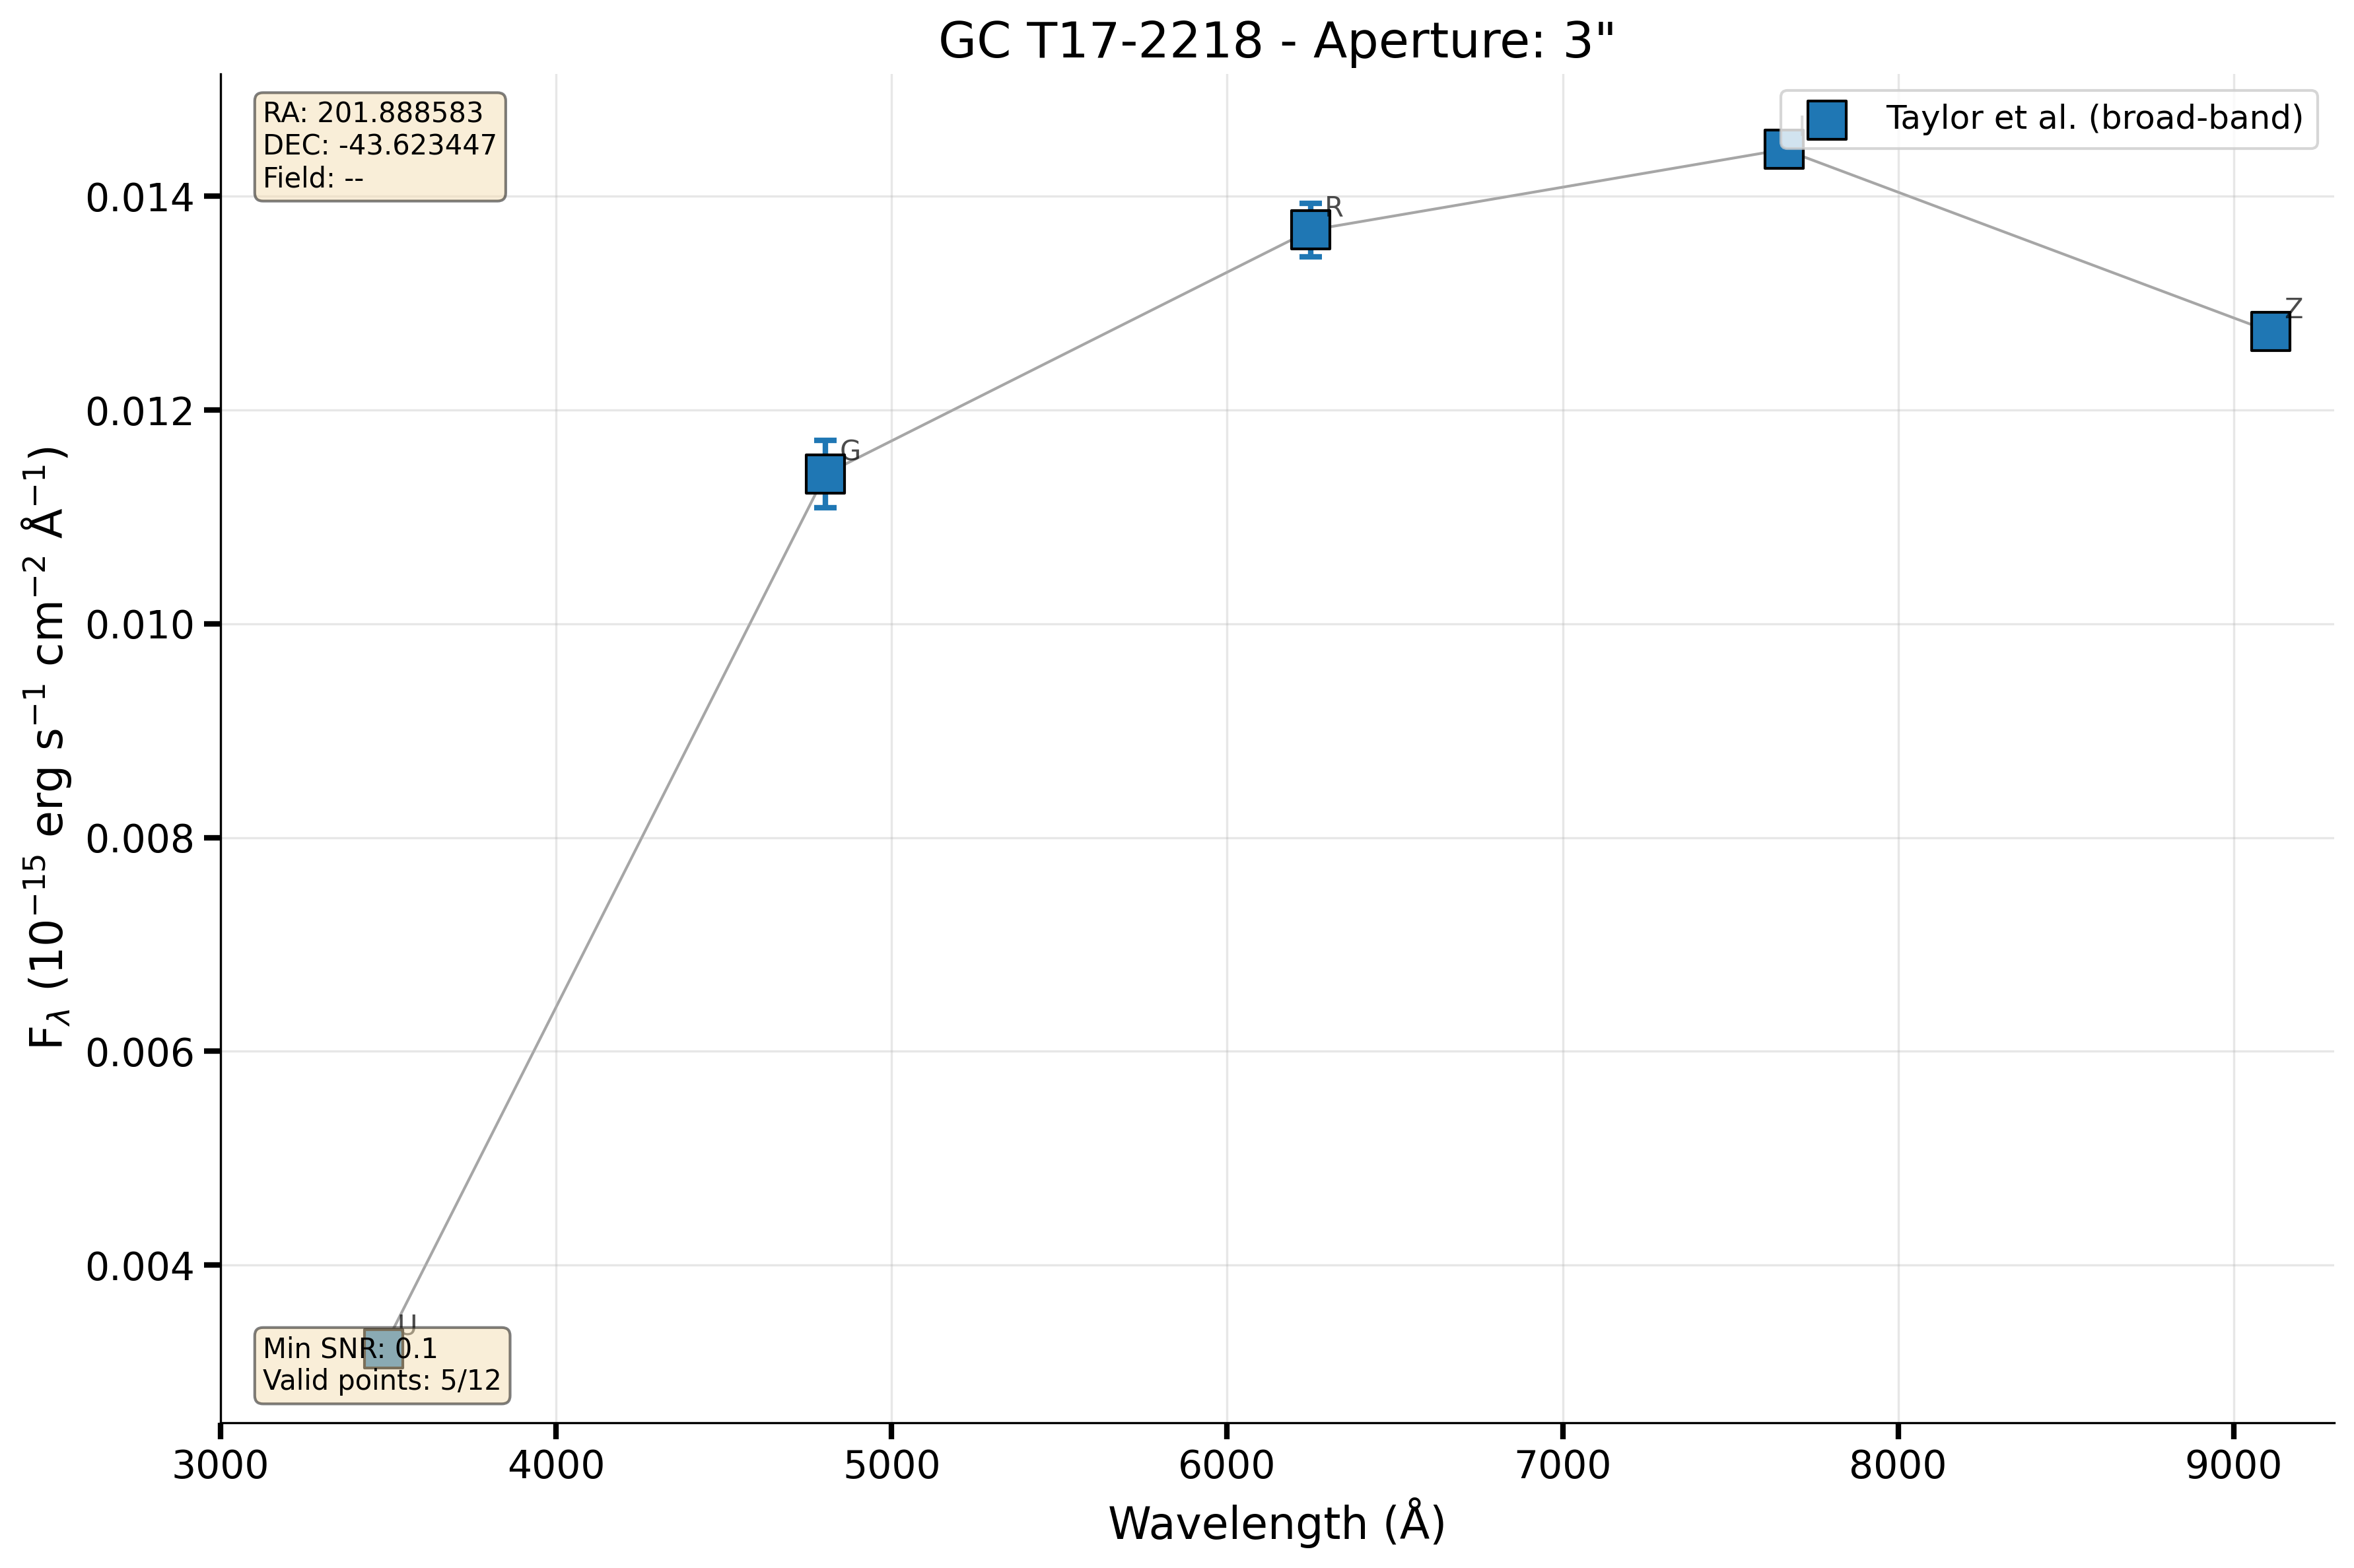 GC T17-2218 - Aperture: 3"
RA: 201.888583
DEC: -43.623447
Field: --
Taylor et al. (broad-band)
R
Z
G
U
Min SNR: 0.1
Valid points: 5/12
0.014
0.012
0.010
0.008
0.006
0.004
F_λ (10⁻¹⁵ erg s⁻¹ cm⁻² Å⁻¹)
3000 4000 5000 6000 7000 8000 9000
Wavelength (Å)